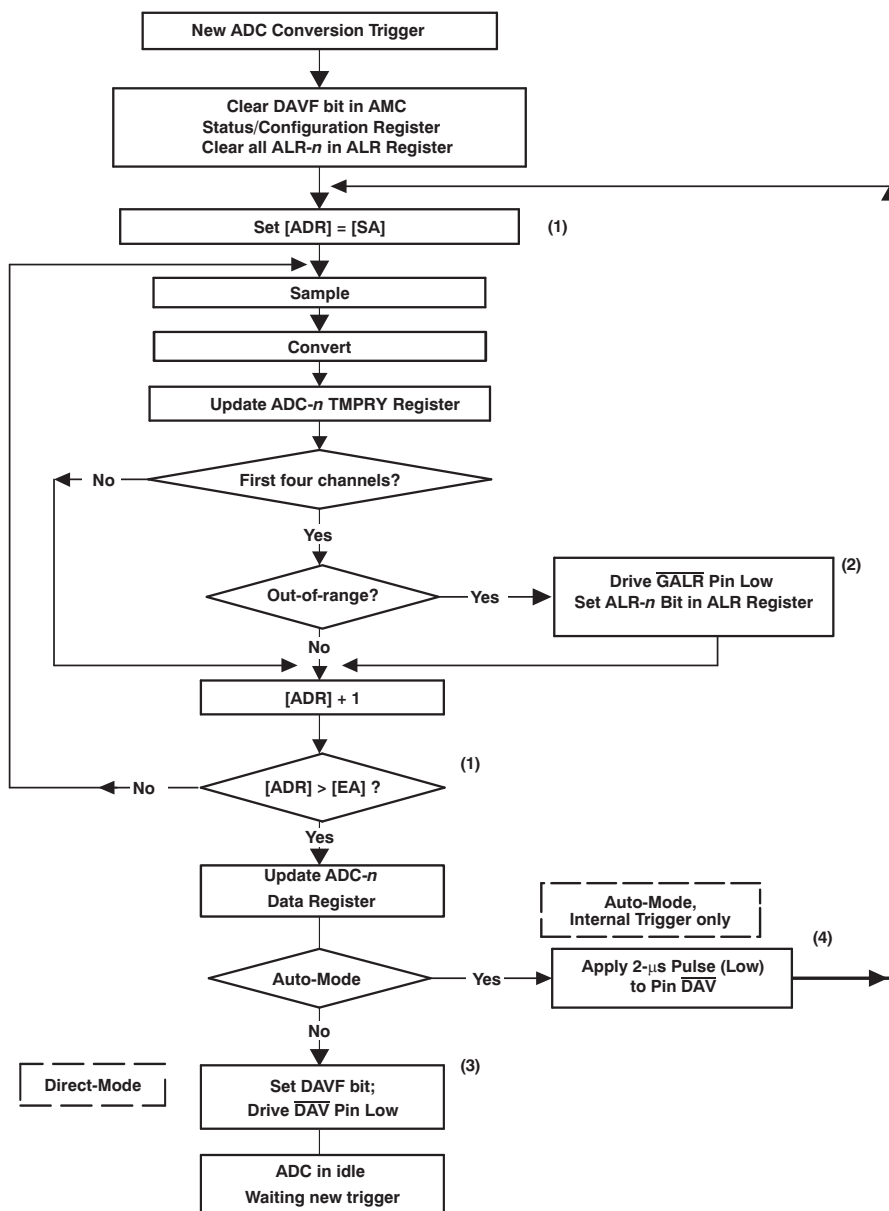 New ADC Conversion Trigger
Clear DAVF bit in AMC
Status/Configuration Register
Clear all ALR-n in ALR Register
Set [ADR] = [SA]
(1)
Sample
Convert
Update ADC-n TMPRY Register
First four channels?
No
Yes
Out-of-range?
Yes
(2)
Drive GALR Pin Low
Set ALR-n Bit in ALR Register
No
[ADR] + 1
(1)
[ADR] > [EA] ?
No
Yes
Update ADC-n
Data Register
Auto-Mode,
Internal Trigger only
(4)
Auto-Mode
Yes
Apply 2-μs Pulse (Low)
to Pin DAV
No
(3)
Direct-Mode
Set DAVF bit;
Drive DAV Pin Low
ADC in idle
Waiting new trigger